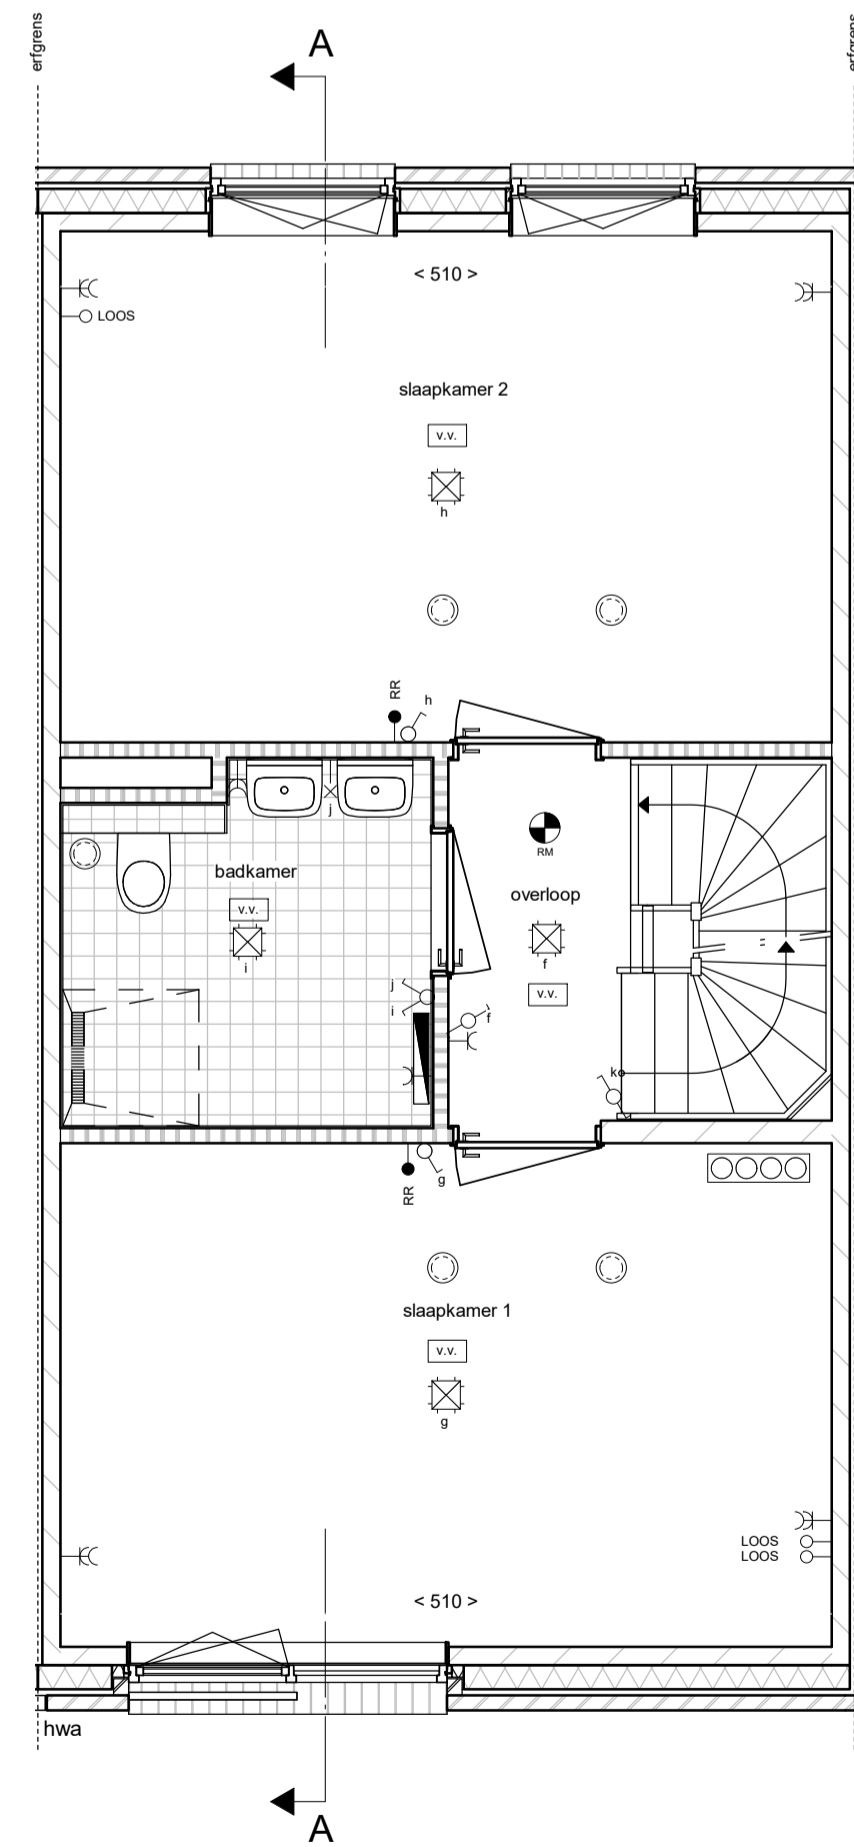 erfgrens
erfgrens
A
< 510 >
LOOS
slaapkamer 2
v.v.
h
RR
h
j
badkamer
v.v.
i
RM
overloop
f
v.v.
j
i
f
k
g
RR
slaapkamer 1
v.v.
g
LOOS
LOOS
< 510 >
hwa
A